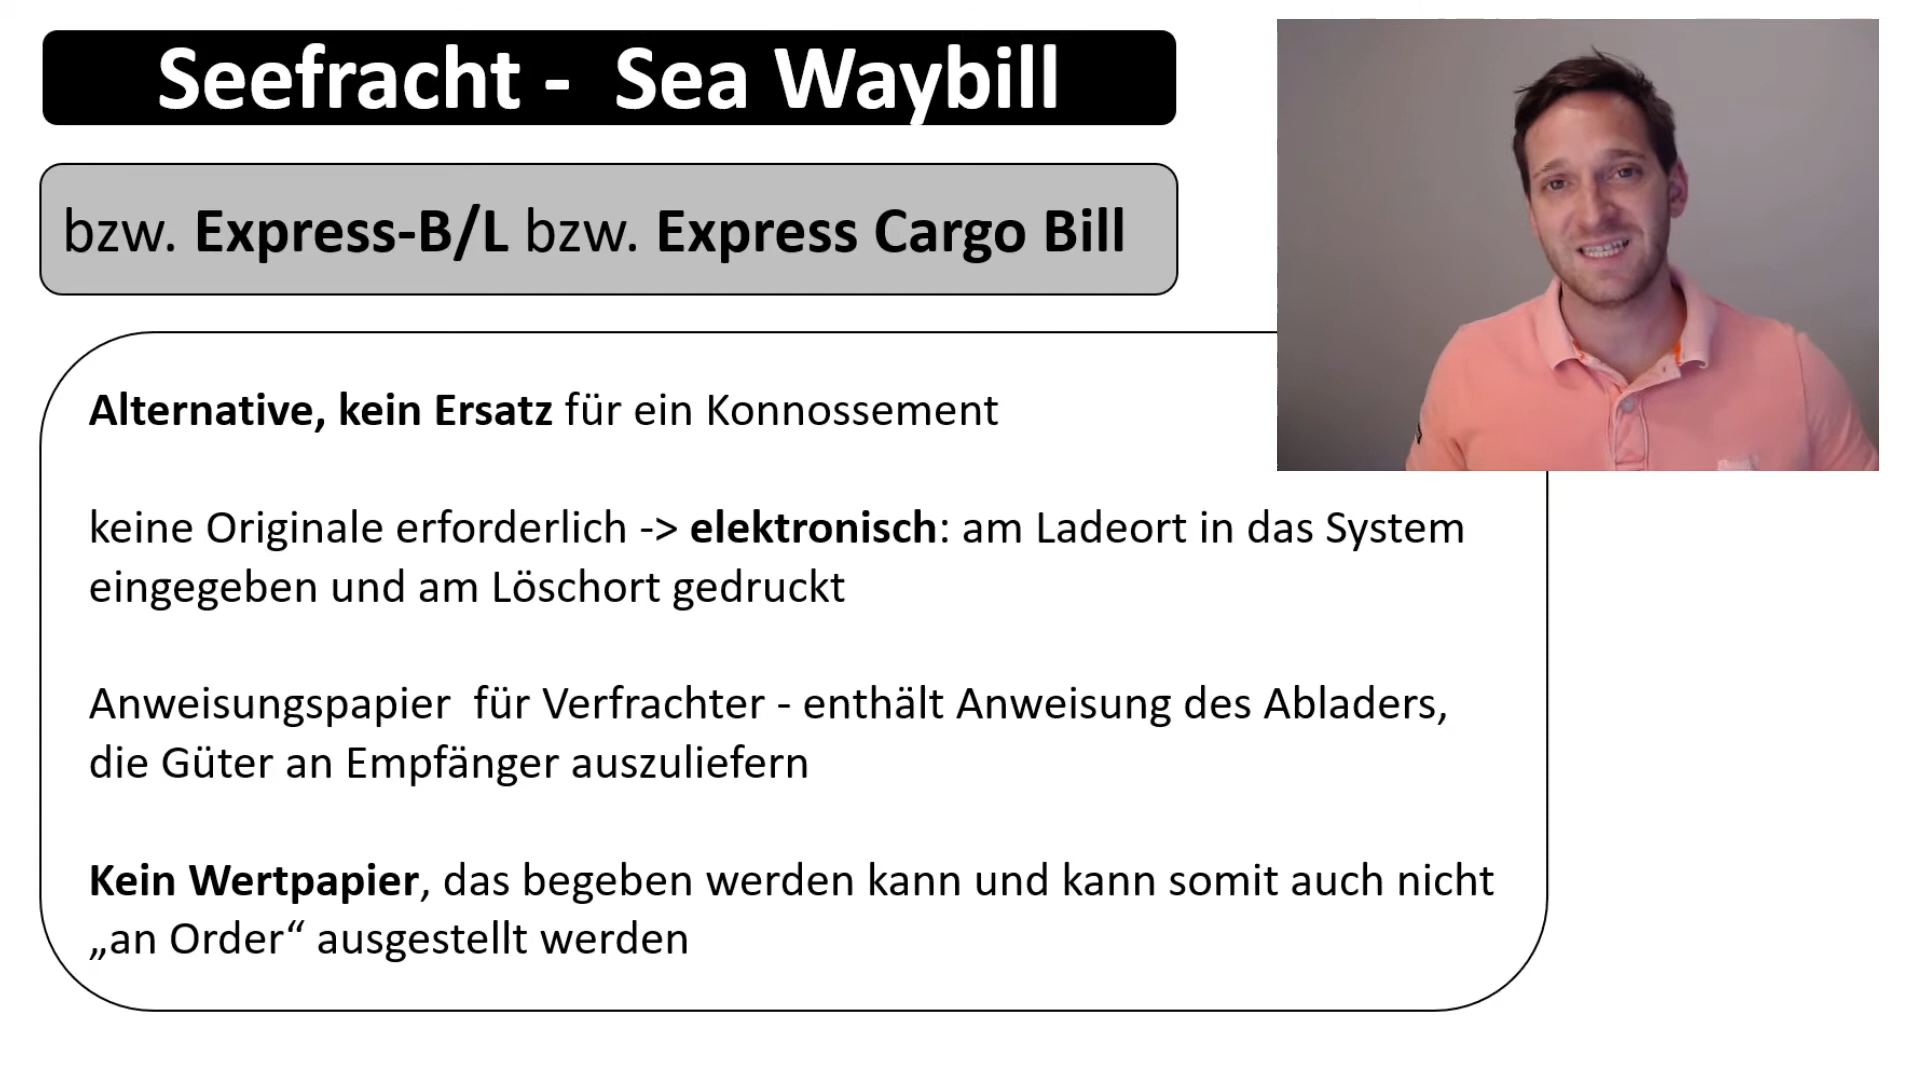 Seefracht - Sea Waybill
bzw. Express-B/L bzw. Express Cargo Bill
Alternative, kein Ersatz für ein Konnossement
keine Originale erforderlich -> elektronisch: am Ladeort in das System
eingegeben und am Löschort gedruckt
Anweisungspapier für Verfrachter - enthält Anweisung des Abladers,
die Güter an Empfänger auszuliefern
Kein Wertpapier, das begeben werden kann und kann somit auch nicht
„an Order“ ausgestellt werden